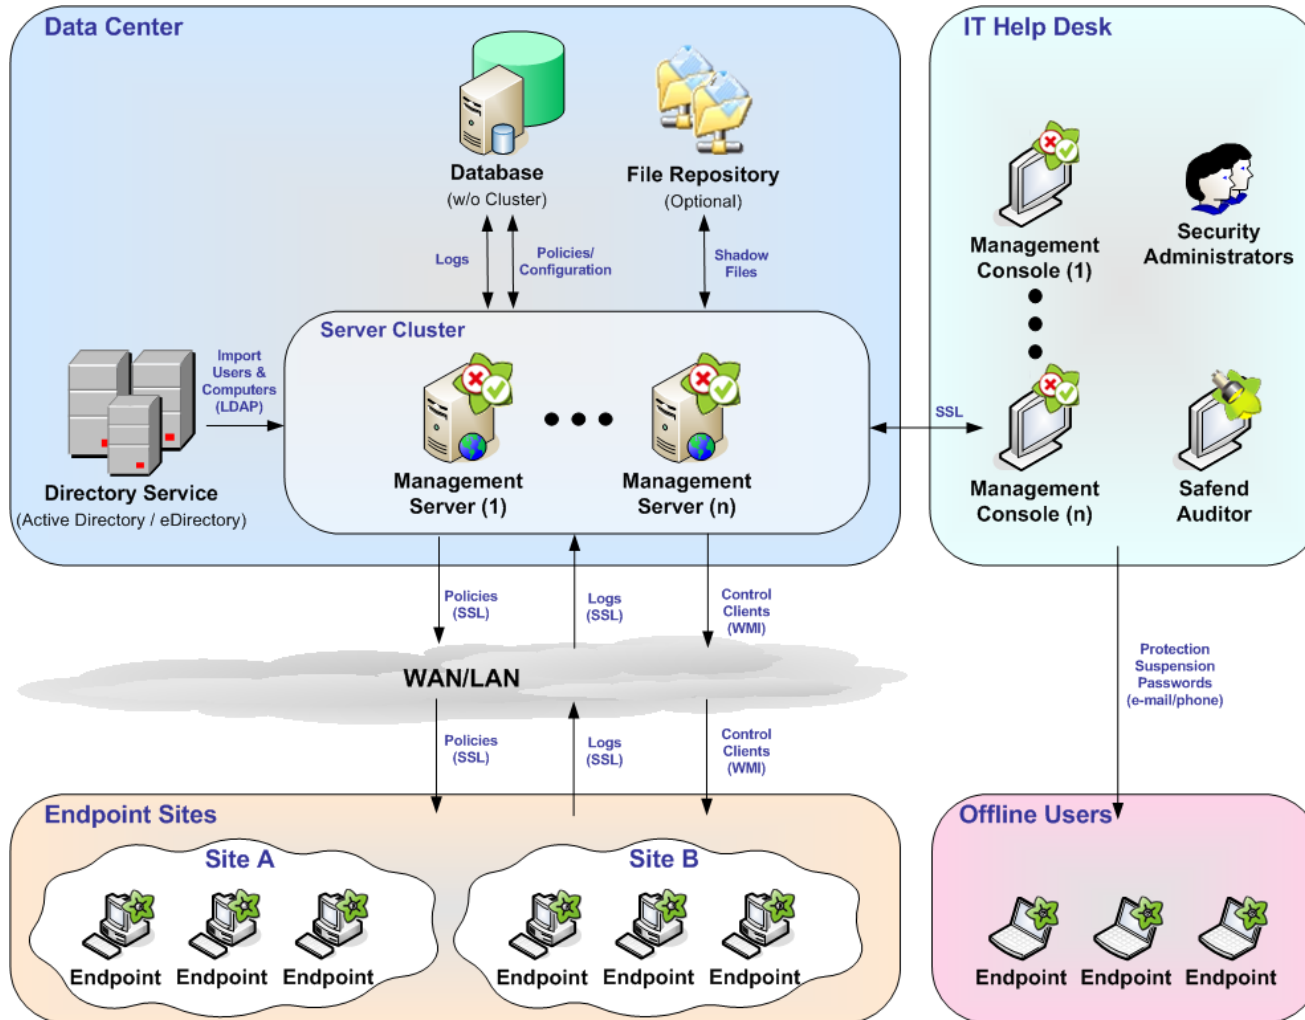 Data Center
IT Help Desk
Database
(w/o Cluster)
File Repository
(Optional)
Logs
Policies/
Configuration
Shadow
Files
Management
Console (1)
Security
Administrators
Server Cluster
Import
Users &
Computers
(LDAP)
Directory Service
(Active Directory / eDirectory)
Management
Server (1)
Management
Server (n)
SSL
Management
Console (n)
Safend
Auditor
Policies
(SSL)
Logs
(SSL)
Control
Clients
(WMI)
WAN/LAN
Protection
Suspension
Passwords
(e-mail/phone)
Policies
(SSL)
Logs
(SSL)
Control
Clients
(WMI)
Endpoint Sites
Site A
Endpoint
Endpoint
Endpoint
Site B
Endpoint
Endpoint
Endpoint
Offline Users
Endpoint
Endpoint
Endpoint